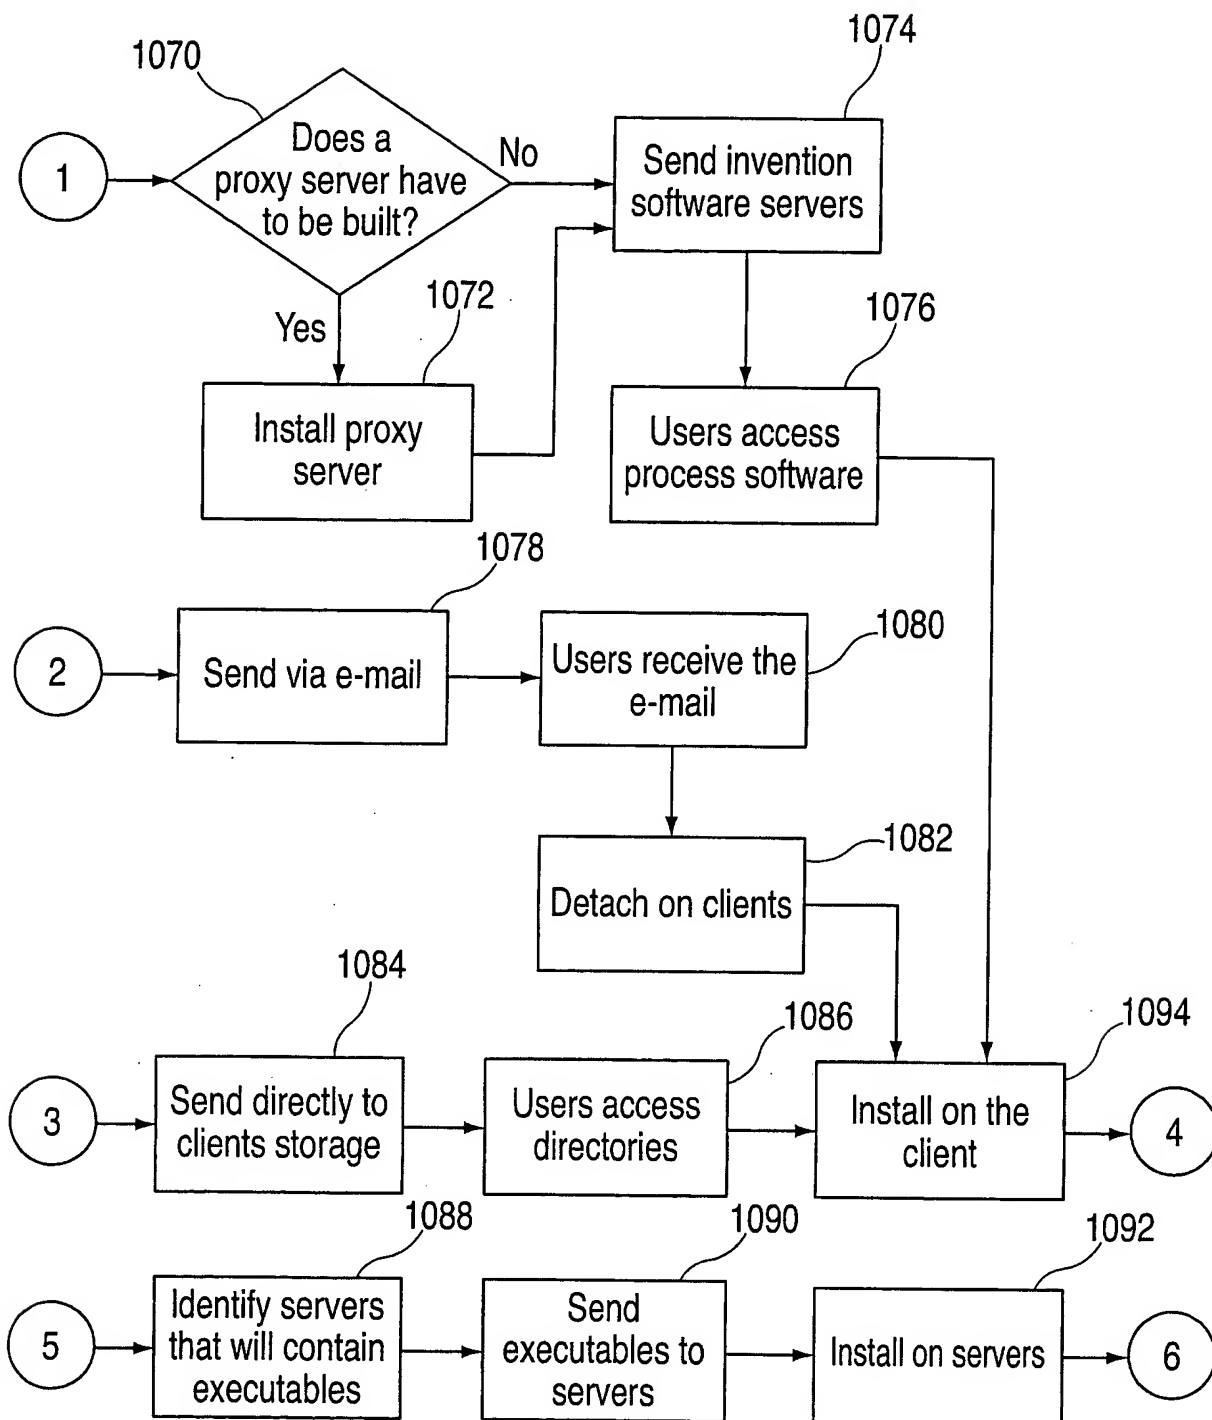 1070
1074
1
Does a
proxy server have
to be built?
No
Send invention
software servers
Yes
1072
1076
Install proxy
server
Users access
process software
1078
1080
2
Send via e-mail
Users receive the
e-mail
1082
Detach on clients
1084
1086
1094
3
Send directly to
clients storage
Users access
directories
Install on the
client
4
1088
1090
1092
5
Identify servers
that will contain
executables
Send
executables to
servers
Install on servers
6